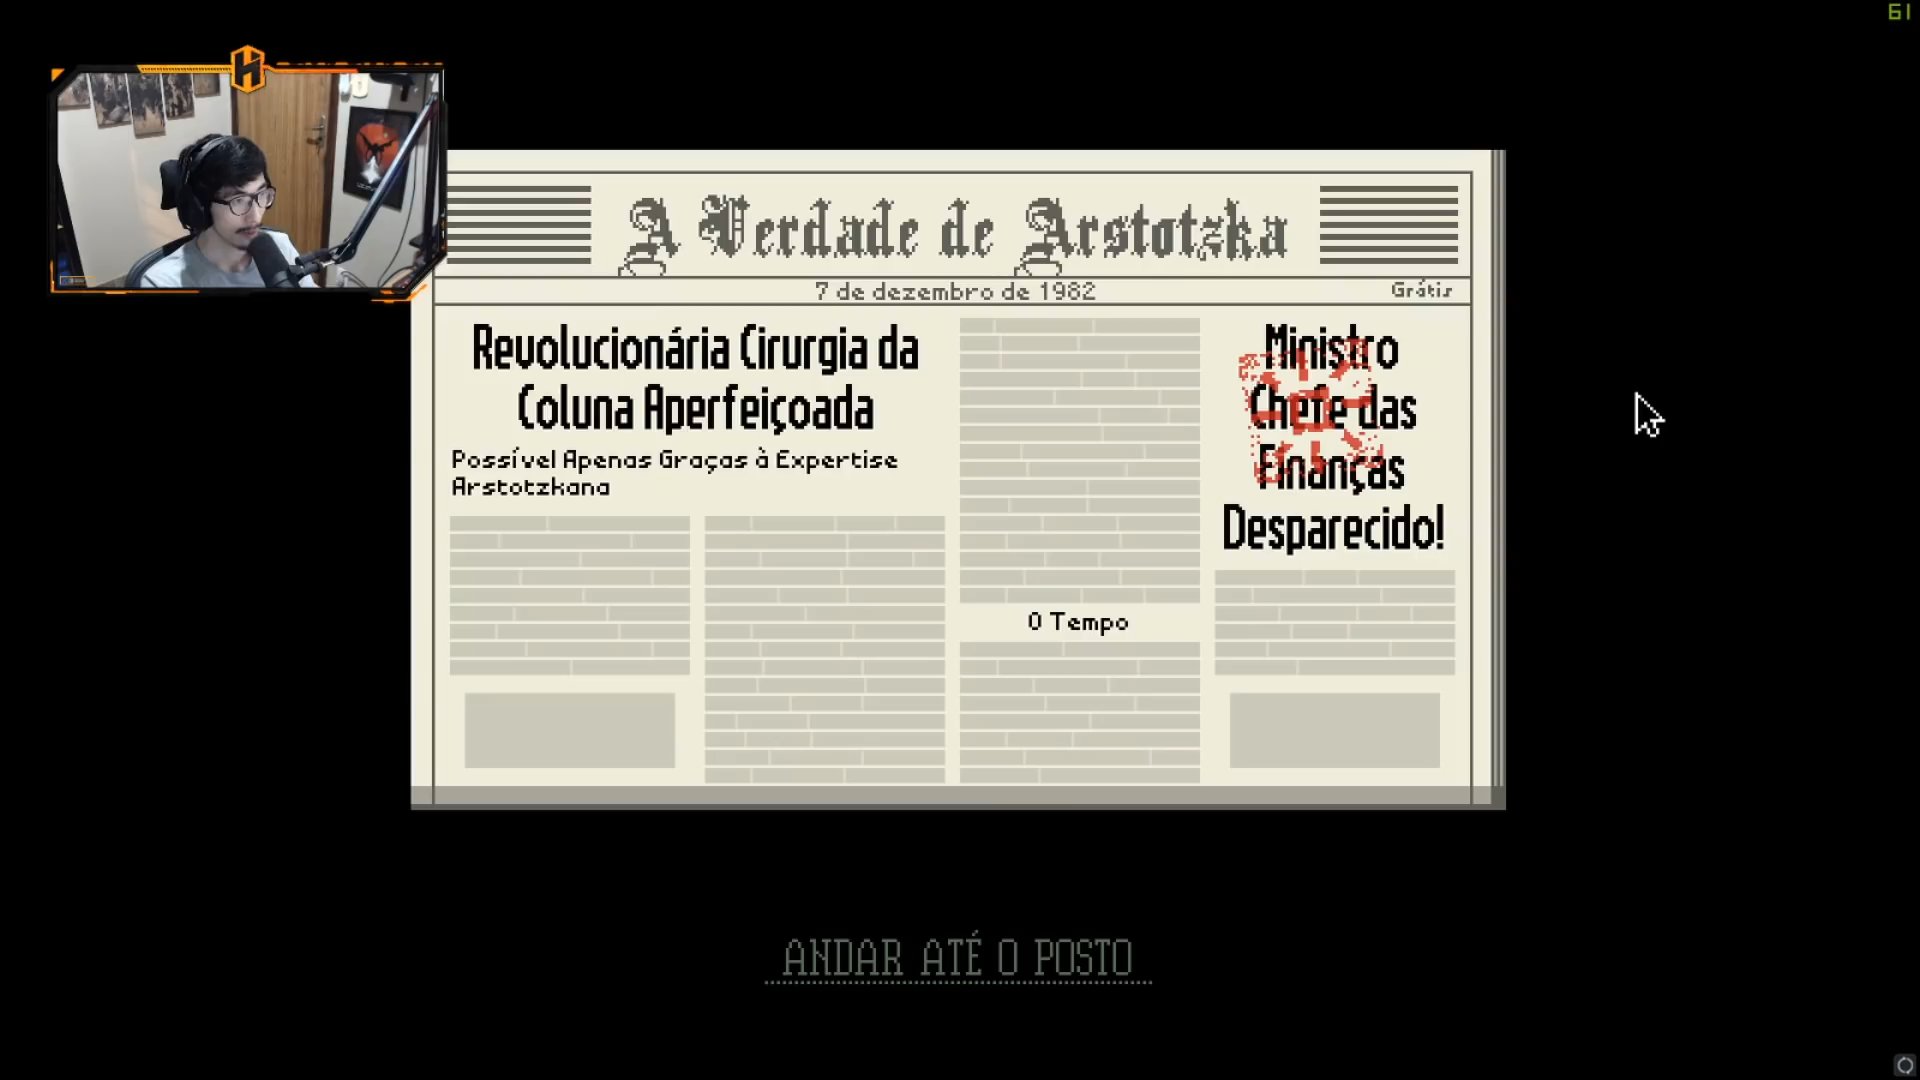 61
A Verdade de Arstotzka
7 de dezembro de 1982
Grátis
Revolucionária Cirurgia da
Coluna Aperfeiçoada
Possível Apenas Graças à Expertise
Arstotzkana
O Tempo
Ministro
Chefe das
Finanças
Desparecido!
ANDAR ATÉ O POSTO